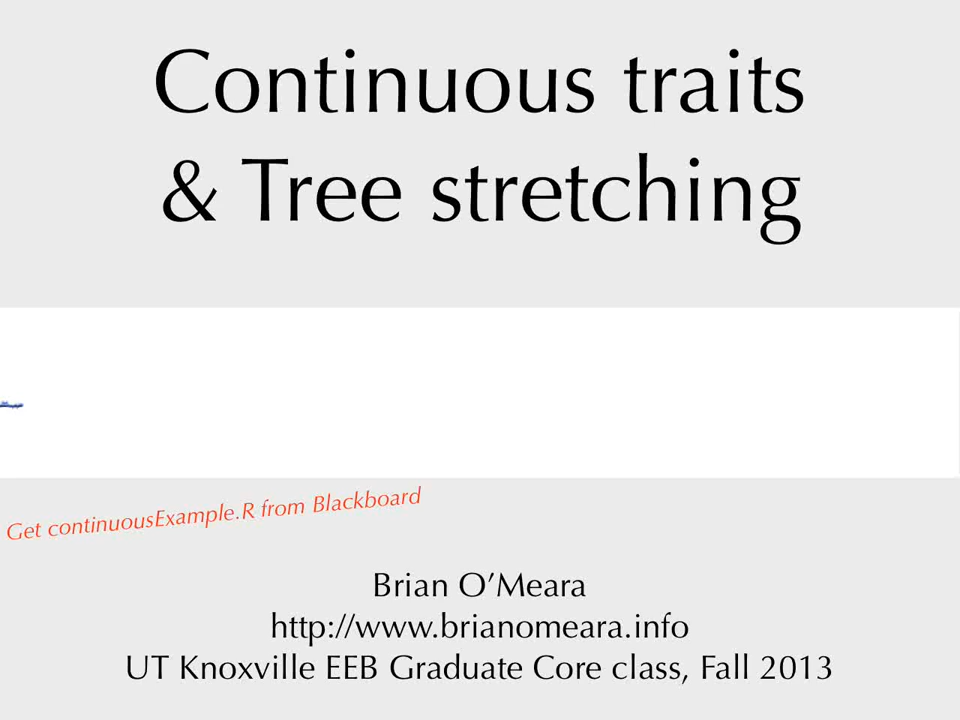 Continuous traits
& Tree stretching
Get continuousExample.R from Blackboard
Brian O’Meara
http://www.brianomeara.info
UT Knoxville EEB Graduate Core class, Fall 2013